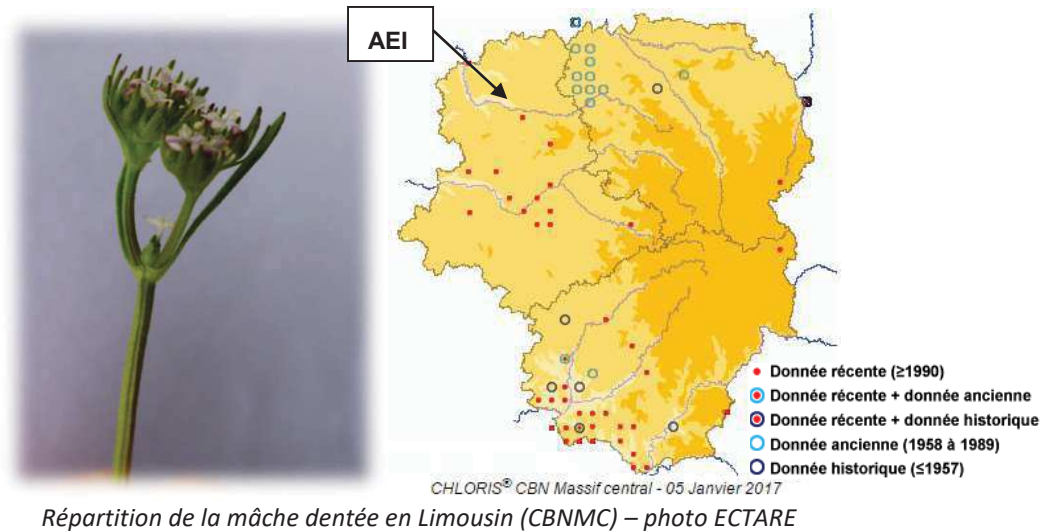 AEI
Donnée récente (≥1990)
Donnée récente + donnée ancienne
Donnée récente + donnée historique
Donnée ancienne (1958 à 1989)
Donnée historique (≤1957)
CHLORIS® CBN Massif central - 05 Janvier 2017
Répartition de la mâche dentée en Limousin (CBNMC) – photo ECTARE